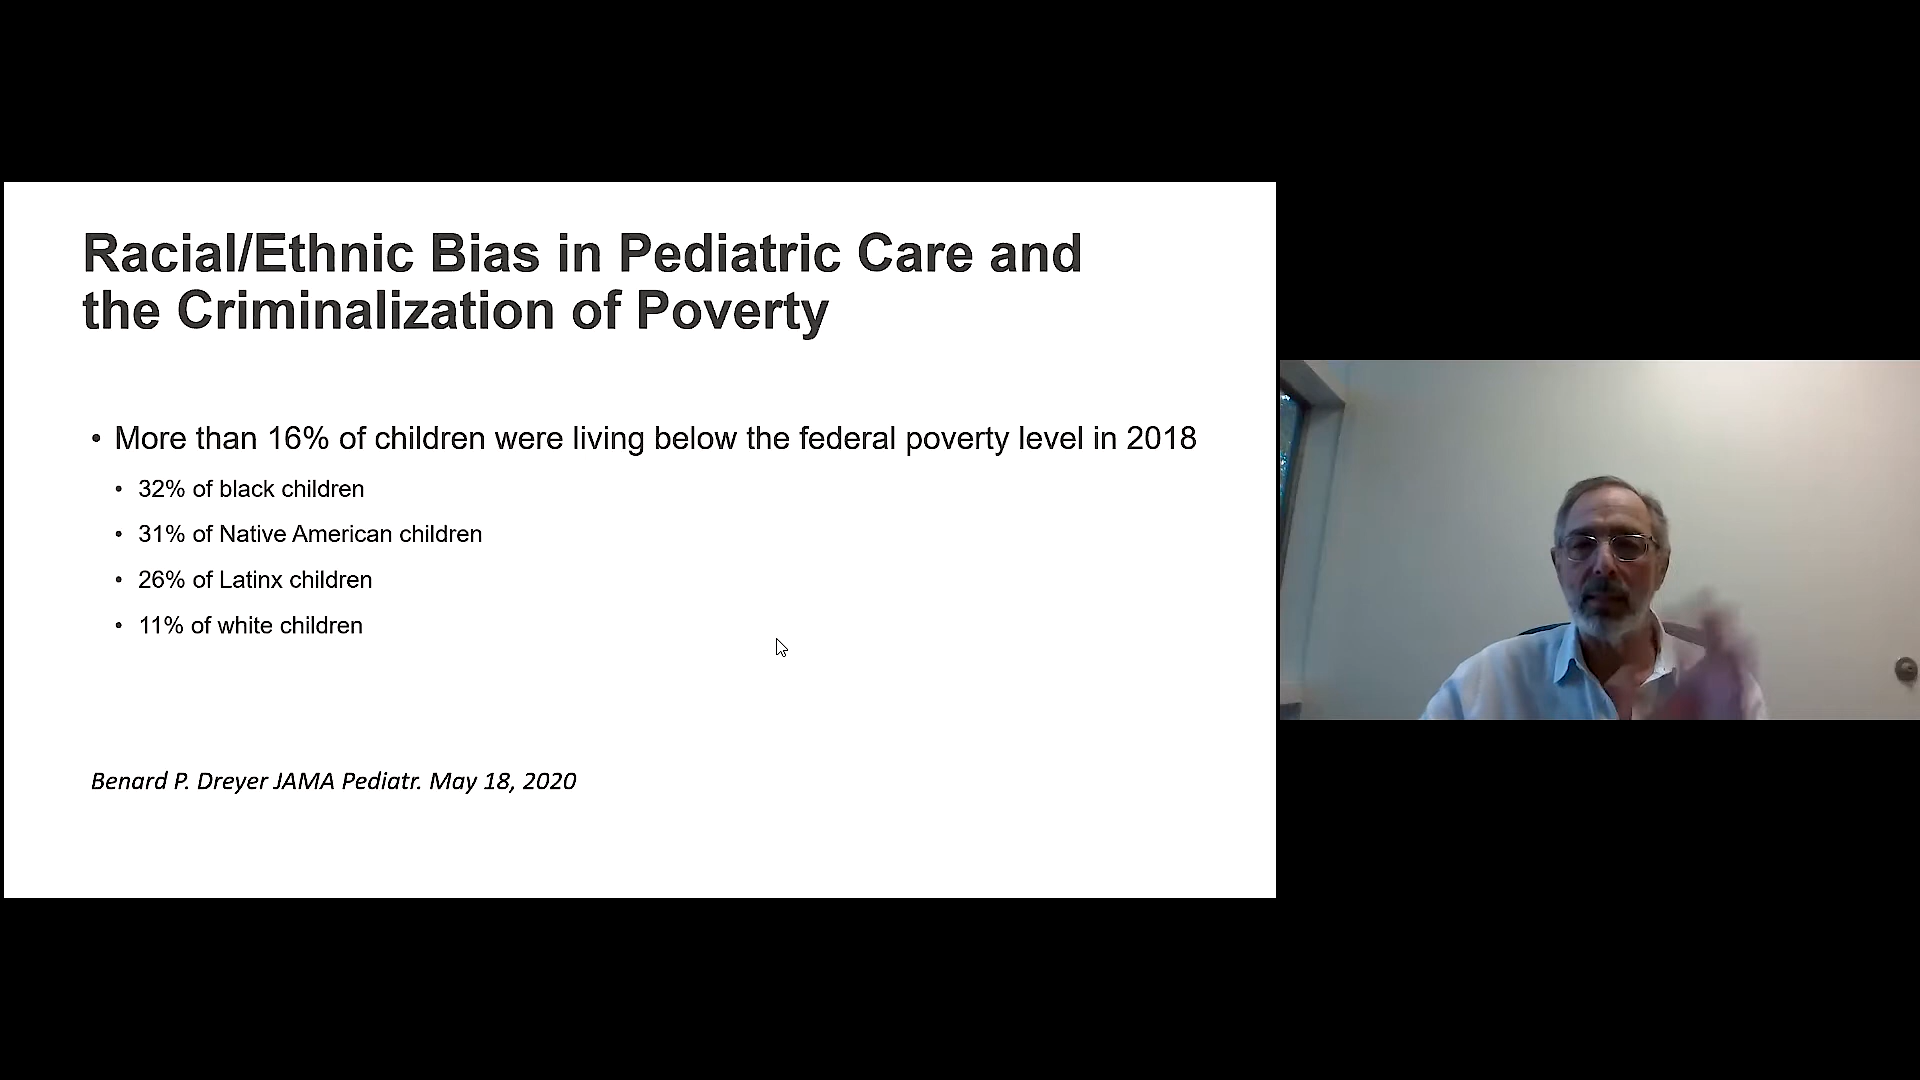 Racial/Ethnic Bias in Pediatric Care and
the Criminalization of Poverty
• More than 16% of children were living below the federal poverty level in 2018
• 32% of black children
• 31% of Native American children
• 26% of Latinx children
• 11% of white children
Benard P. Dreyer JAMA Pediatr. May 18, 2020